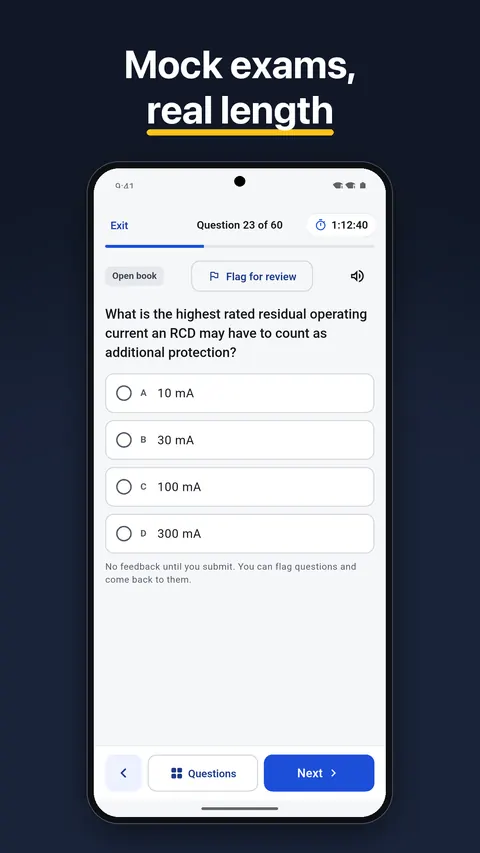 Mock exams,
real length
9:41
Exit
Question 23 of 60
1:12:40
Open book
Flag for review
What is the highest rated residual operating
current an RCD may have to count as
additional protection?
A 10 mA
B 30 mA
C 100 mA
D 300 mA
No feedback until you submit. You can flag questions and
come back to them.
Questions
Next